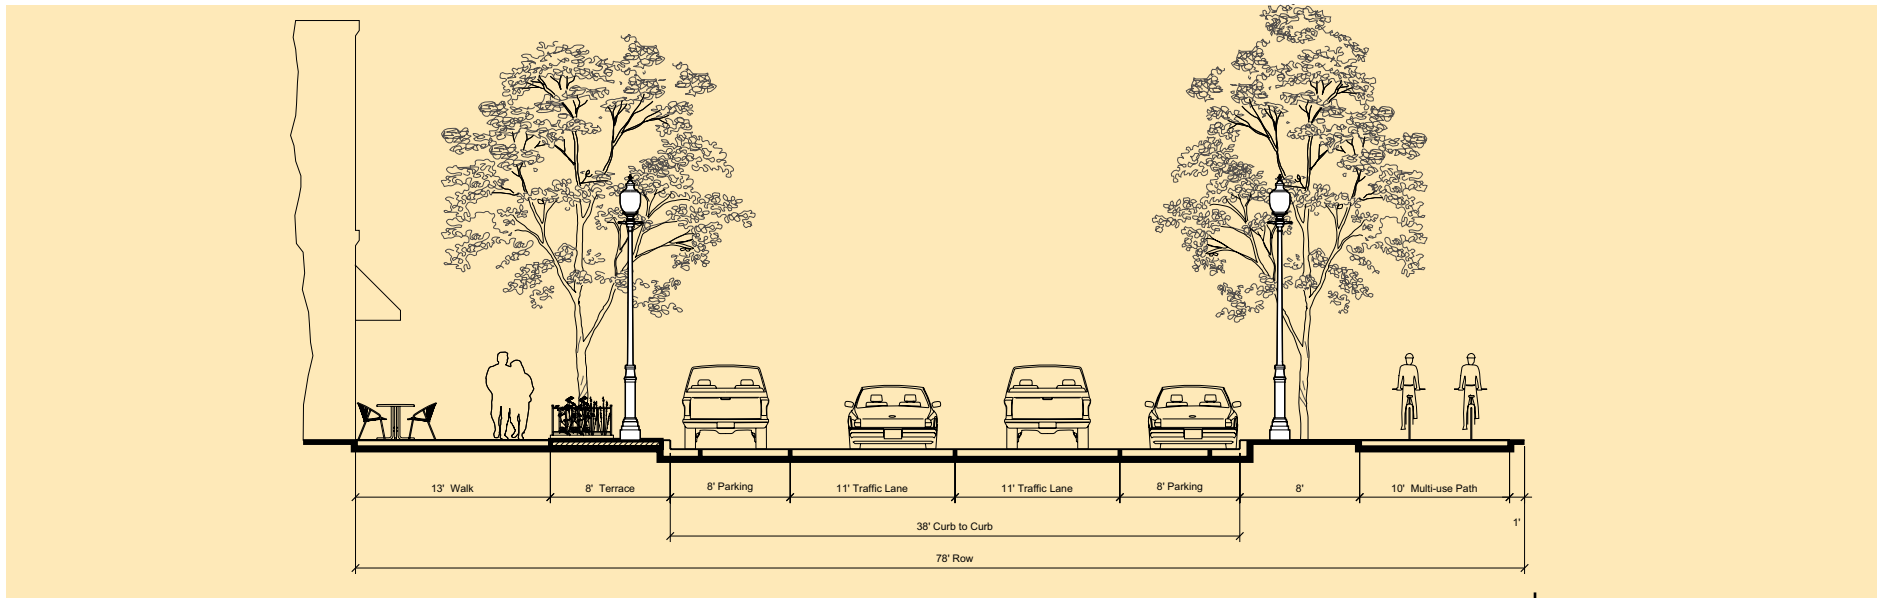 13' Walk
8' Terrace
8' Parking
11' Traffic Lane
11' Traffic Lane
8' Parking
8'
10' Multi-use Path
1'
38' Curb to Curb
78' Row